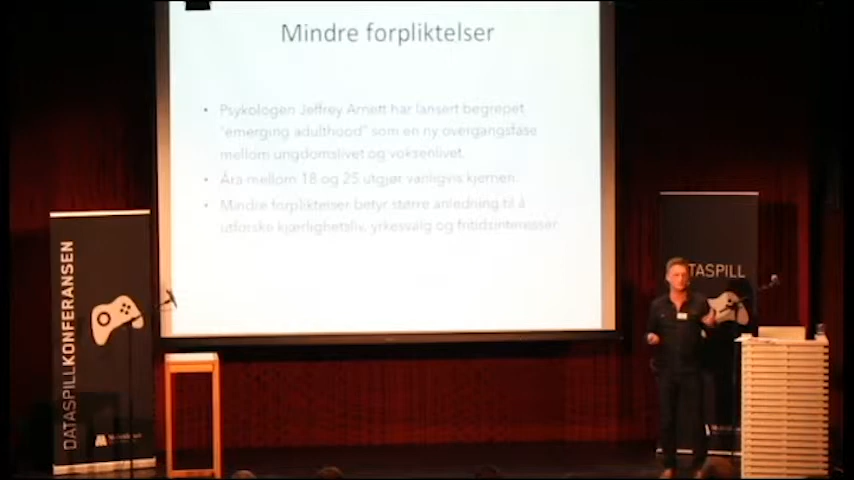 Mindre forpliktelser
• Psykologen Jeffrey Arnett har lansert begrepet
"emerging adulthood" som en ny overgangsfase
mellom ungdomslivet og voksenlivet.
• Åra mellom 18 og 25 utgjør vanligvis kjernen.
• Mindre forpliktelser betyr større anledning til å
utforske kjærlighetsliv, yrkesvalg og fritidsinteresser.
DATASPILLKONFERANSEN
TASPILL